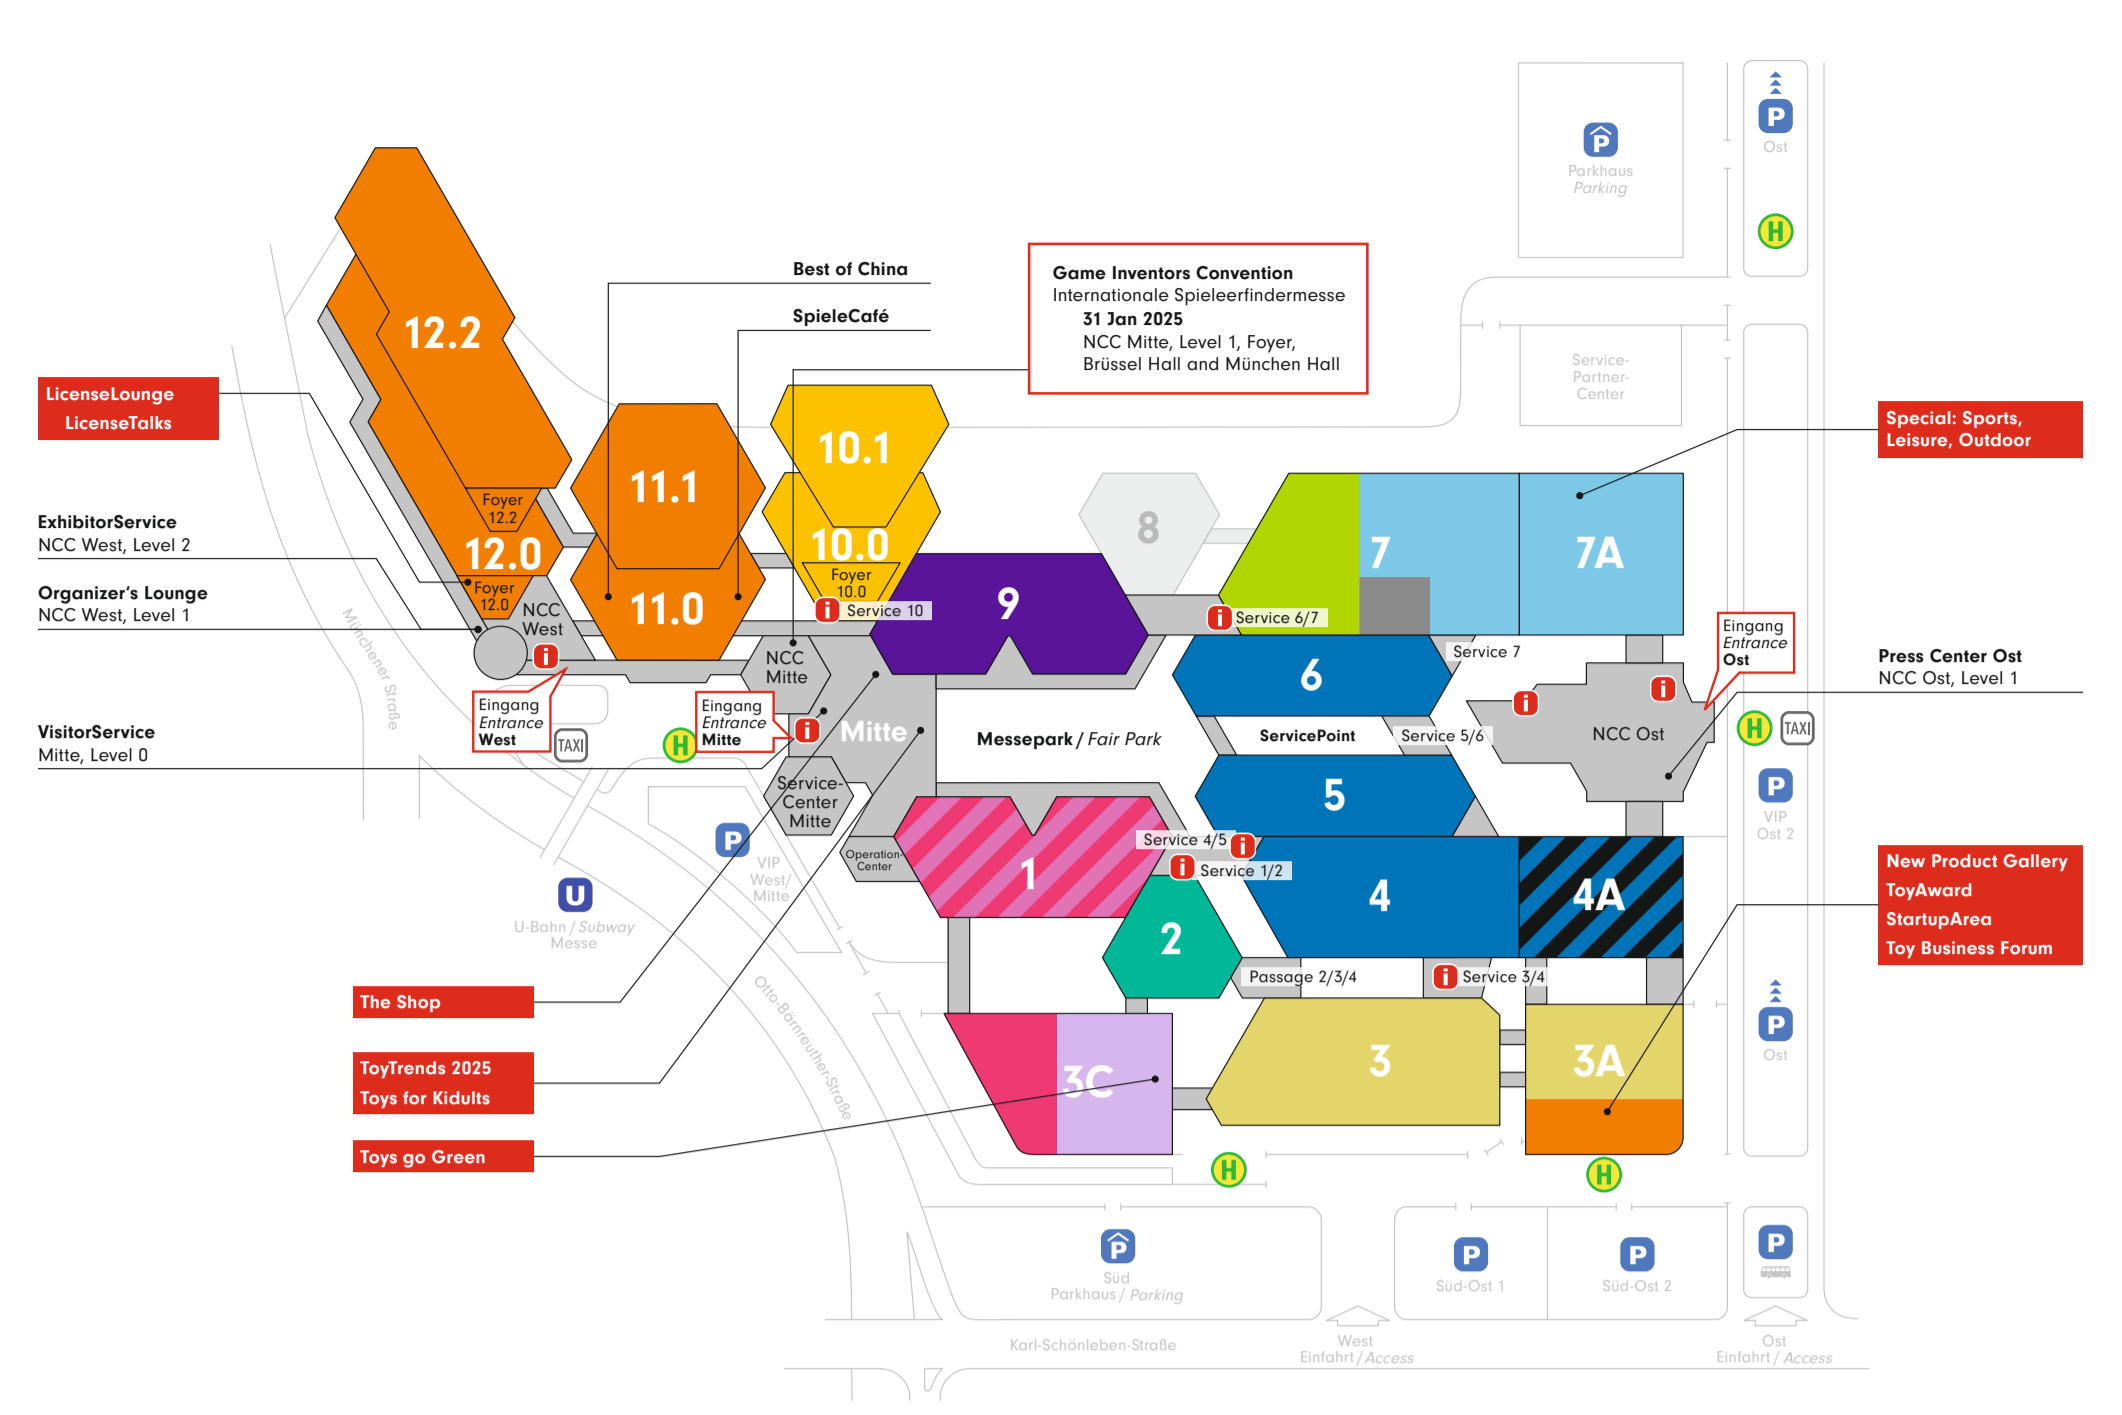 P
Ost
P
Parkhaus
Parking
H
Best of China
SpieleCafé
Game Inventors Convention
Internationale Spieleerfindermesse
31 Jan 2025
NCC Mitte, Level 1, Foyer,
Brüssel Hall and München Hall
Service-
Partner-
Center
12.2
LicenseLounge
LicenseTalks
Special: Sports,
Leisure, Outdoor
11.1
10.1
8
7
7A
Foyer
12.2
12.0
10.0
Foyer
10.0
ExhibitorService
NCC West, Level 2
Foyer
12.0
Organizer's Lounge
NCC West, Level 1
NCC
West
11.0
i Service 10
9
i Service 6/7
Münchener Straße
i
NCC
Mitte
6
Service 7
Eingang
Entrance
Ost
Press Center Ost
NCC Ost, Level 1
i
i
Eingang
Entrance
West
TAXI
H
Eingang
Entrance
Mitte
i
Mitte
Messepark / Fair Park
ServicePoint
Service 5/6
NCC Ost
H
TAXI
VisitorService
Mitte, Level 0
Service-
Center
Mitte
5
P
VIP
Ost 2
P
VIP
West/
Mitte
Operation-
Center
1
Service 4/5 i
i Service 1/2
4
4A
New Product Gallery
ToyAward
StartupArea
Toy Business Forum
U
U-Bahn / Subway
Messe
2
Passage 2/3/4
i Service 3/4
Otto-Bärnreuther-Straße
The Shop
ToyTrends 2025
Toys for Kidults
Toys go Green
3C
3
3A
P
Ost
H
H
P
Süd
Parkhaus / Parking
P
Süd-Ost 1
P
Süd-Ost 2
P
Karl-Schönleben-Straße
West
Einfahrt / Access
Ost
Einfahrt / Access